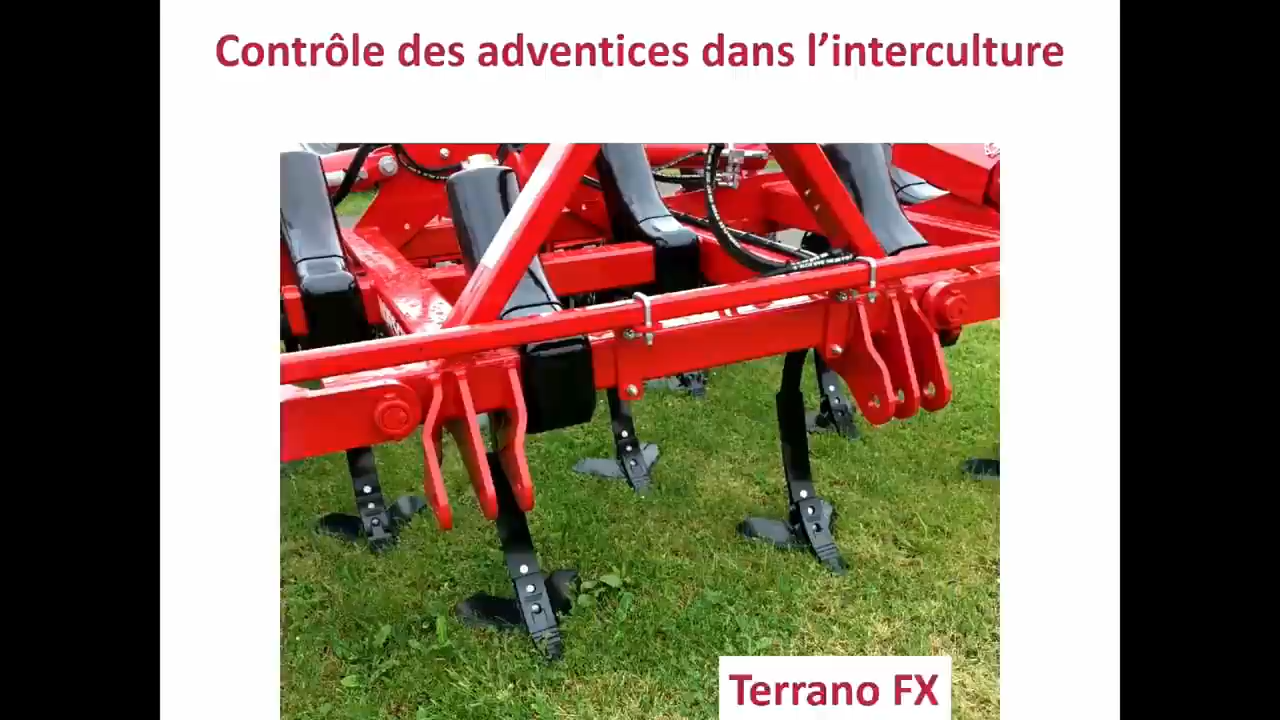 Contrôle des adventices dans l’interculture
Terrano FX